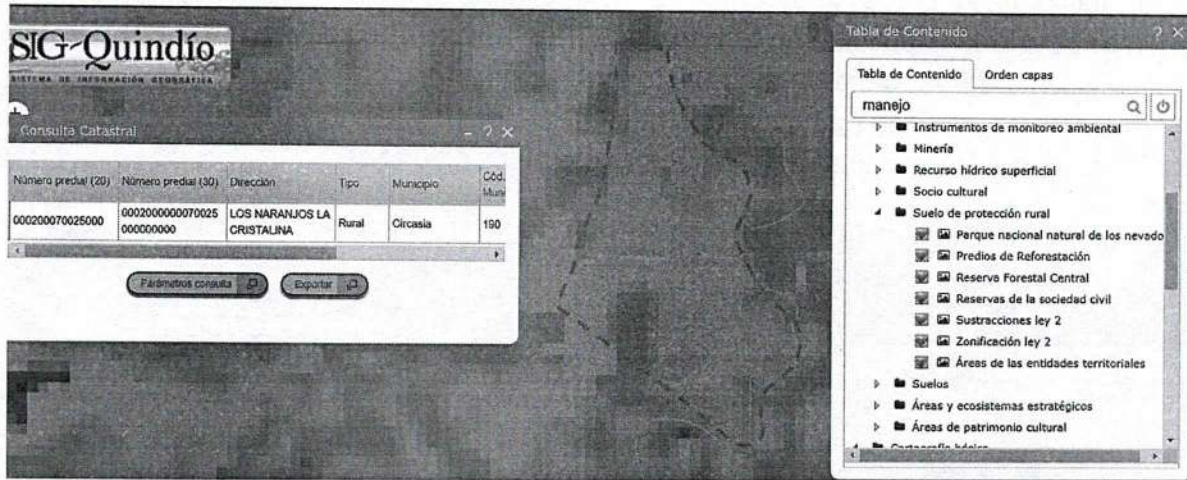 SIG-Quindío
SISTEMA DE INFORMACIÓN GEOGRÁFICA
Consulta Catastral
- ? ×
Número predial (20) Número predial (30) Dirección Tipo Municipio Cód. Muni
000200070025000 0002000000070025 LOS NARANJOS LA Rural Circasia 190
000000000 CRISTALINA
Parámetros consulta Exportar
Tabla de Contenido ? ×
Tabla de Contenido Orden capas
manejo
Instrumentos de monitoreo ambiental
Minería
Recurso hídrico superficial
Socio cultural
Suelo de protección rural
Parque nacional natural de los nevado
Predios de Reforestación
Reserva Forestal Central
Reservas de la sociedad civil
Sustracciones ley 2
Zonificación ley 2
Áreas de las entidades territoriales
Suelos
Áreas y ecosistemas estratégicos
Áreas de patrimonio cultural
Cartografía básica